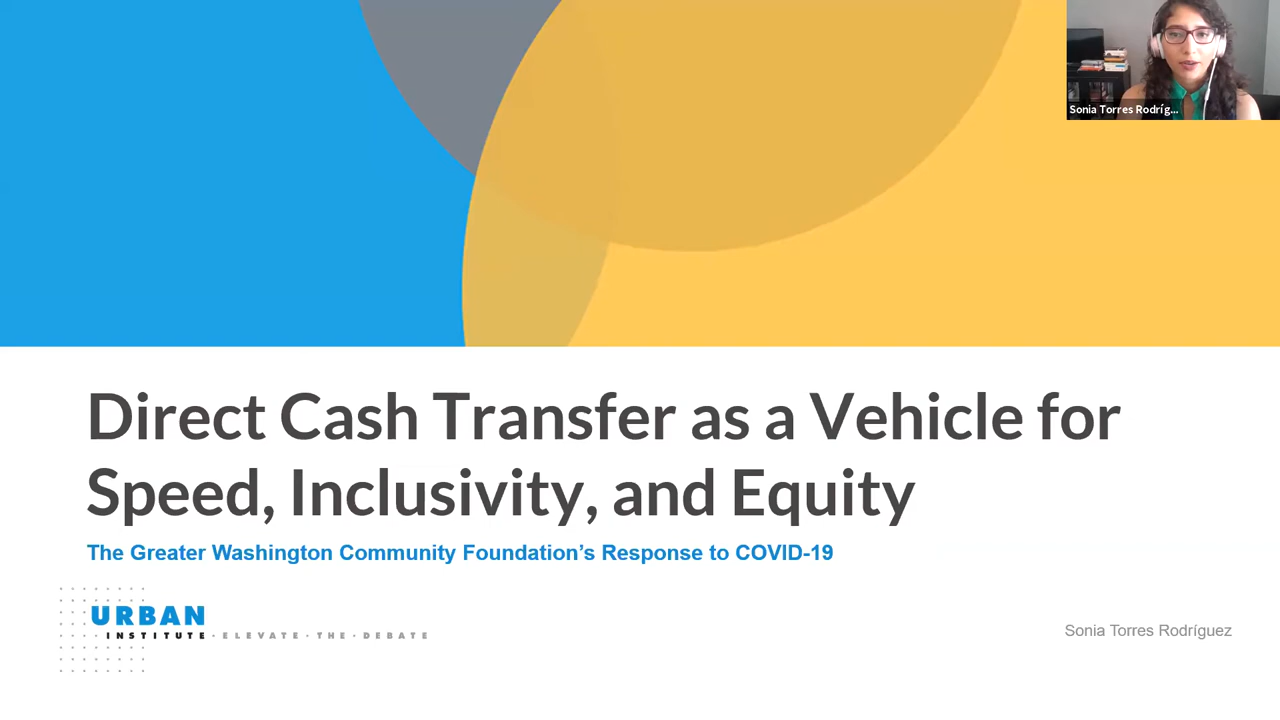 Sonia Torres Rodríg...
Direct Cash Transfer as a Vehicle for
Speed, Inclusivity, and Equity
The Greater Washington Community Foundation’s Response to COVID-19
URBAN
INSTITUTE · ELEVATE · THE · DEBATE
Sonia Torres Rodríguez